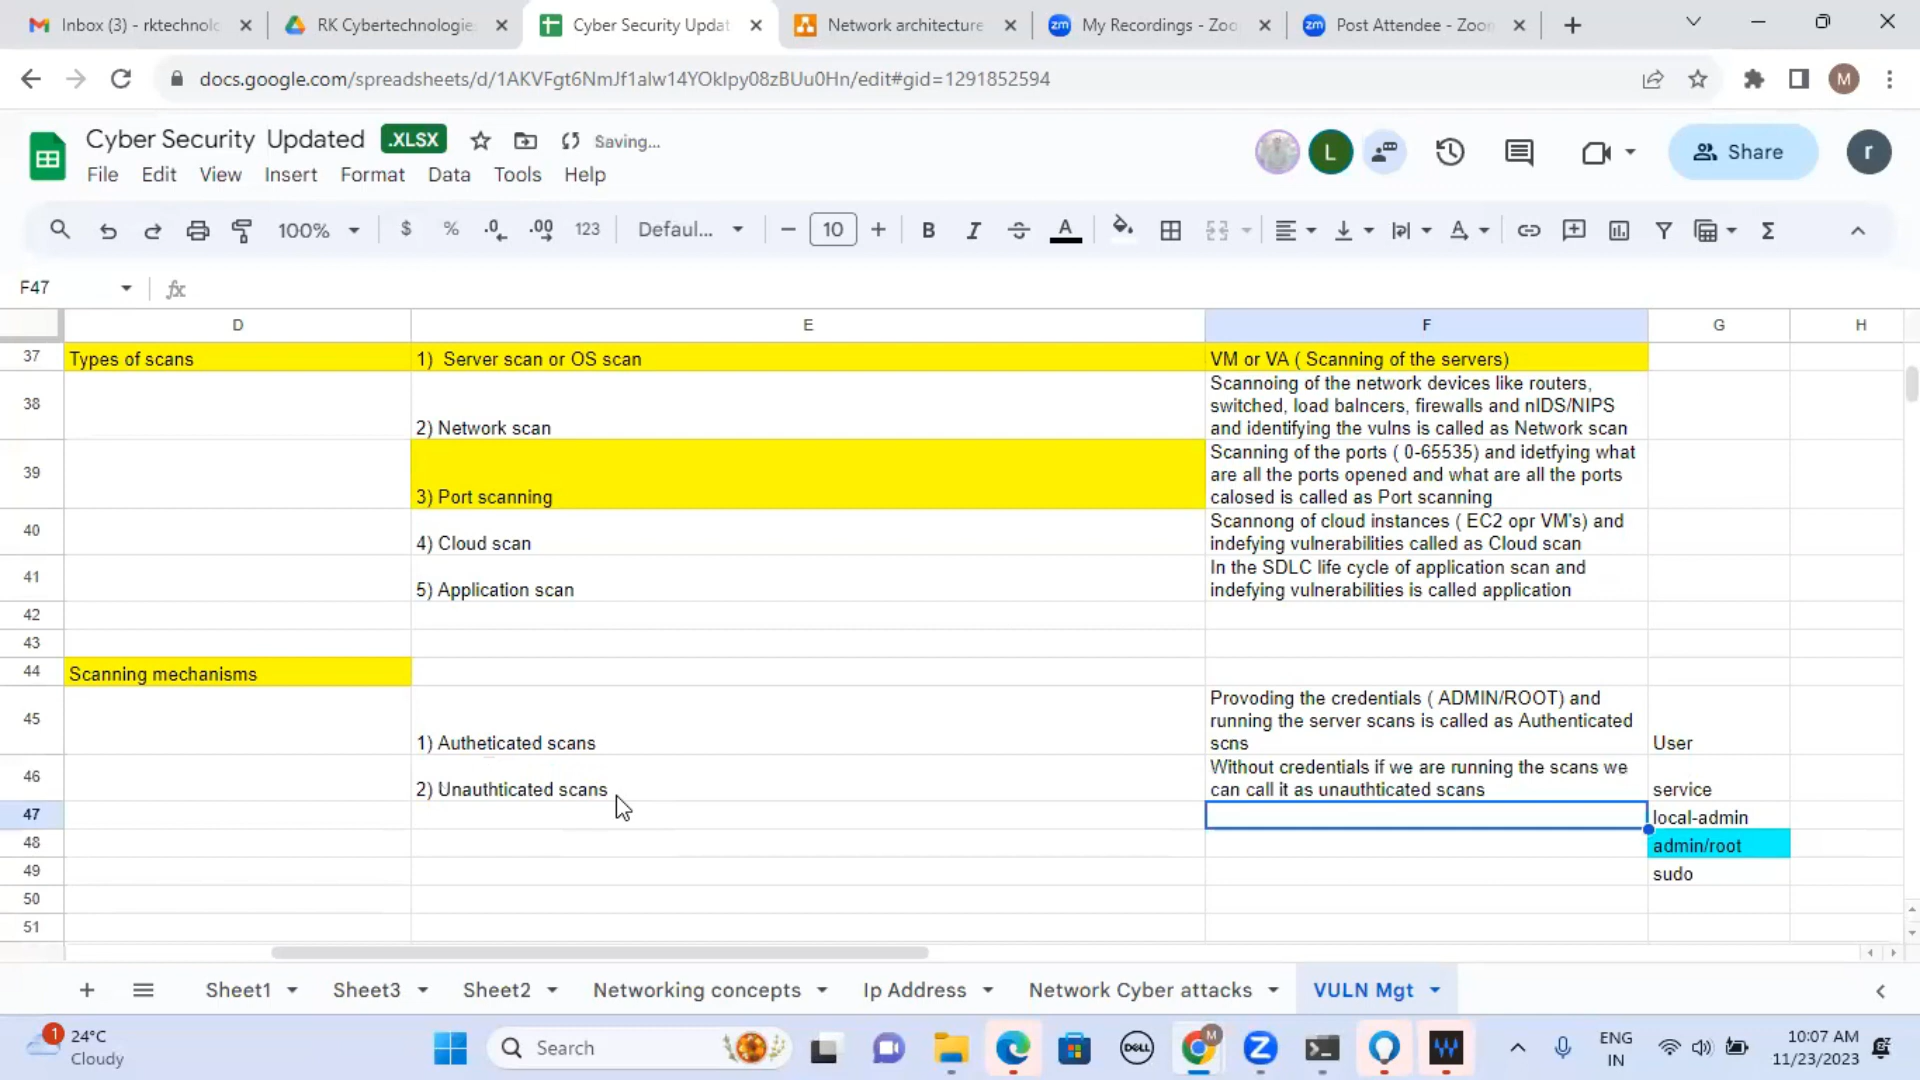 Inbox (3) - rktechnolo
RK Cybertechnologie
Cyber Security Updat
Network architecture
My Recordings - Zoo
Post Attendee - Zoo
docs.google.com/spreadsheets/d/1AKVFgt6NmJf1alw14YOkIpy08zBUu0Hn/edit#gid=1291852594
M
Cyber Security Updated .XLSX Saving...
File Edit View Insert Format Data Tools Help
L
Share
r
100% $ % .0 .00 123 Defaul... 10 B I A
F47 fx
D E F G H
37 Types of scans 1) Server scan or OS scan VM or VA ( Scanning of the servers)
38 2) Network scan
Scannoing of the network devices like routers,
switched, load balncers, firewalls and nIDS/NIPS
and identifying the vulns is called as Network scan
39 3) Port scanning
Scanning of the ports ( 0-65535) and idetfying what
are all the ports opened and what are all the ports
calosed is called as Port scanning
40 4) Cloud scan
Scannong of cloud instances ( EC2 opr VM's) and
indefying vulnerabilities called as Cloud scan
41 5) Application scan
In the SDLC life cycle of application scan and
indefying vulnerabilities is called application
42
43
44 Scanning mechanisms
45 1) Autheticated scans
Provoding the credentials ( ADMIN/ROOT) and
running the server scans is called as Authenticated
scns
User
46 2) Unauthticated scans
Without credentials if we are running the scans we
can call it as unauthticated scans
service
47 local-admin
48 admin/root
49 sudo
50
51
Sheet1 Sheet3 Sheet2 Networking concepts Ip Address Network Cyber attacks VULN Mgt
1
24°C
Cloudy
Search
DELL
M
ENG
IN
10:07 AM
11/23/2023